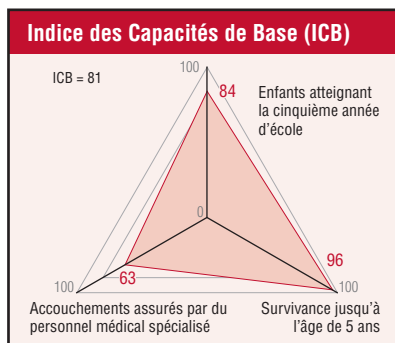 Indice des Capacités de Base (ICB)
ICB = 81
100
84
Enfants atteignant
la cinquième année
d'école
0
96
63
100
100
Accouchements assurés par du
personnel médical spécialisé
Survivance jusqu'à
l'âge de 5 ans